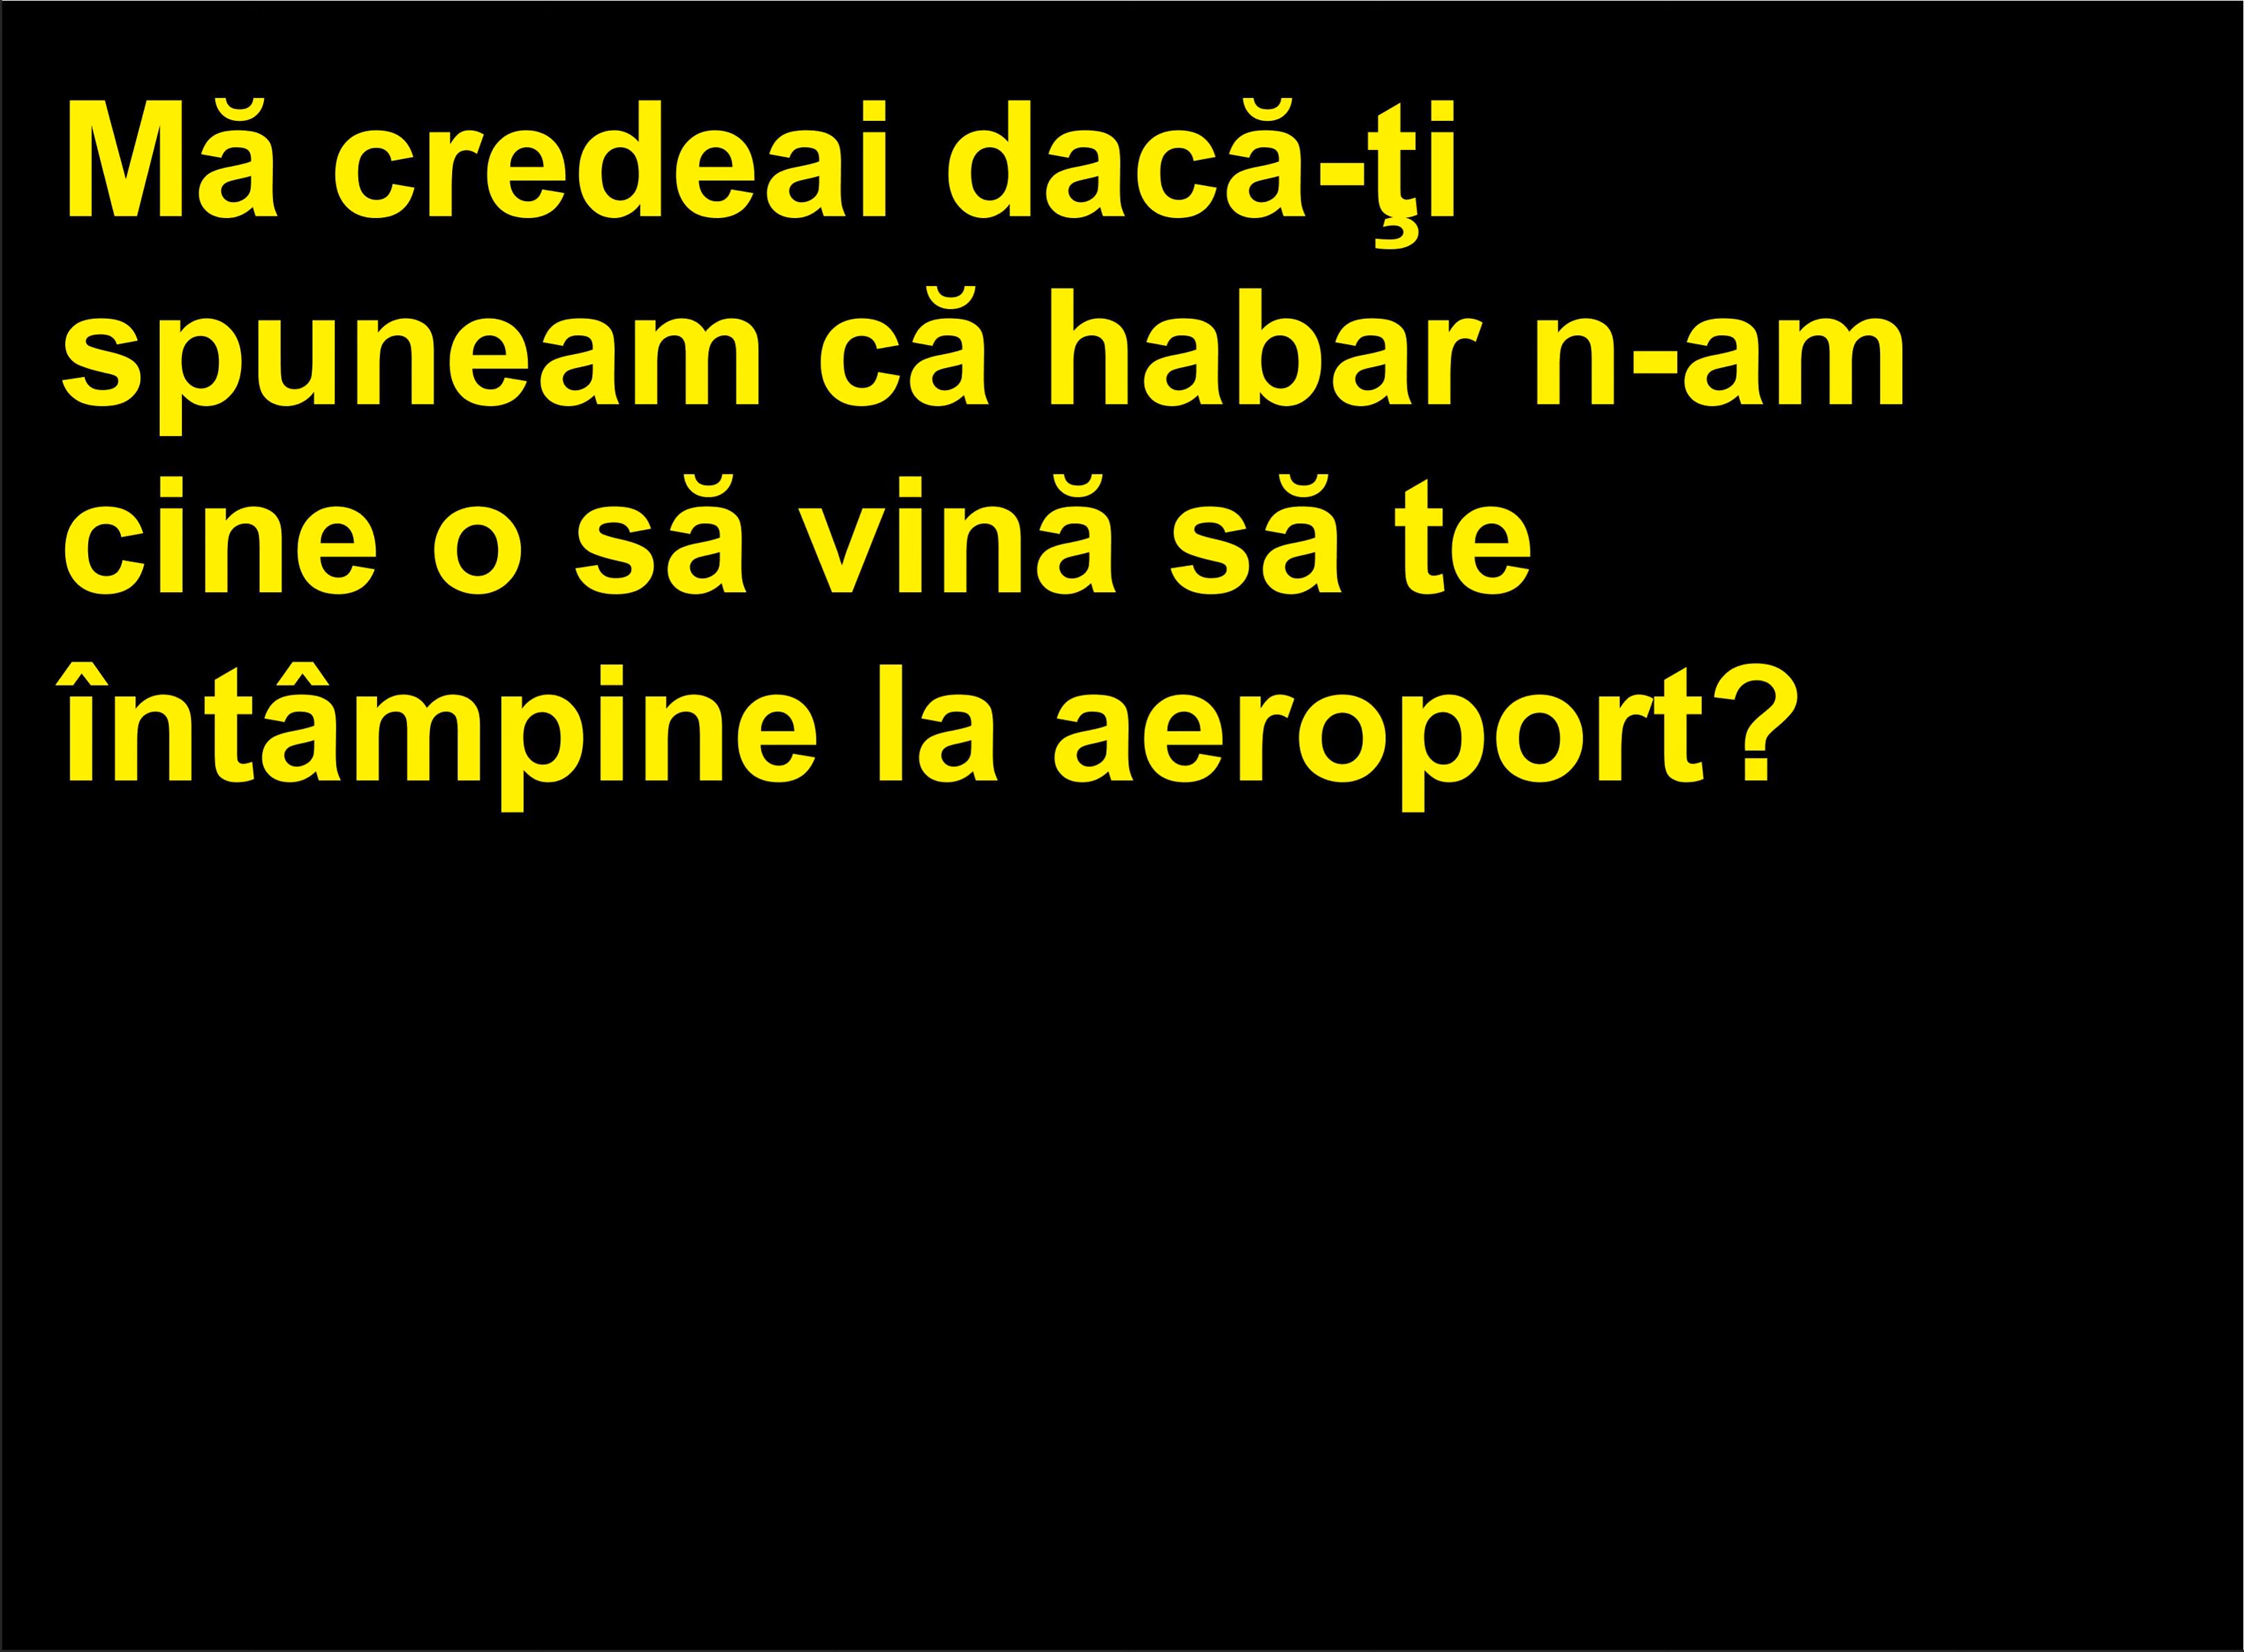 Mă credeai dacă-ţi
spuneam că habar n-am
cine o să vină să te
întâmpine la aeroport?